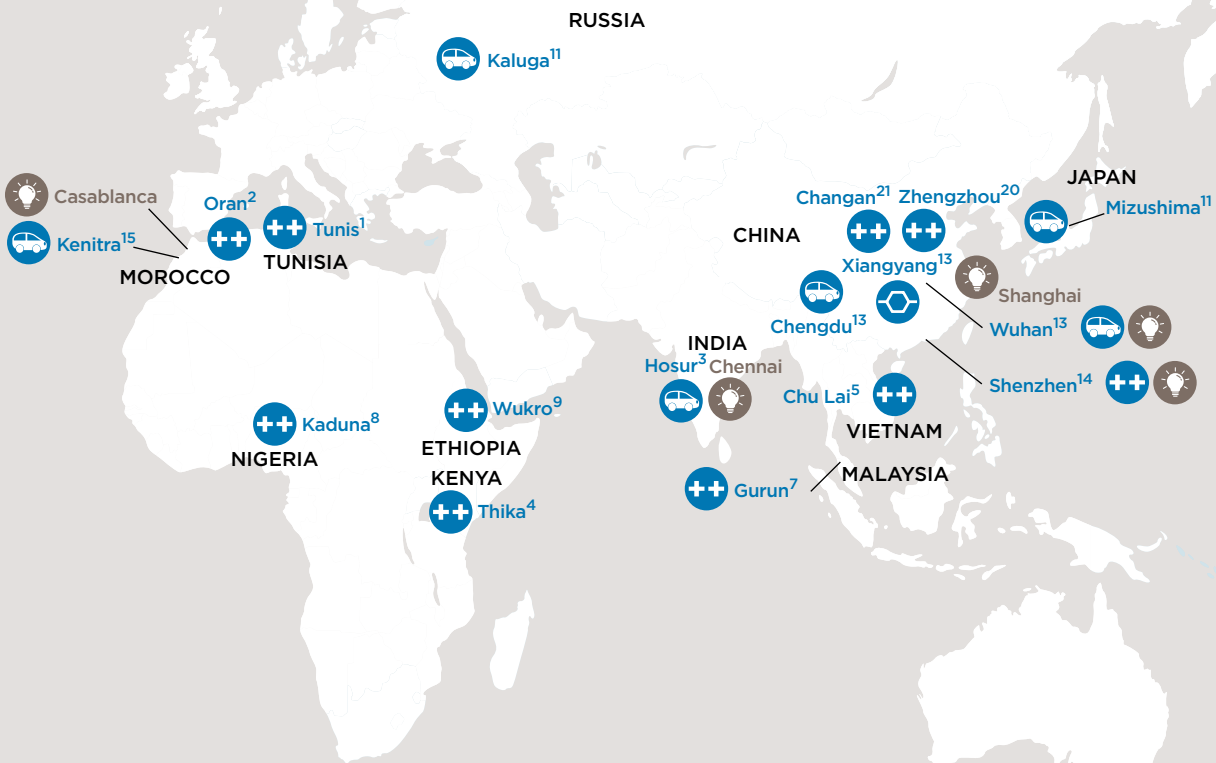 RUSSIA
Kaluga¹¹
Casablanca
Kenitra¹⁵
MOROCCO
Oran²
Tunis¹
TUNISIA
JAPAN
Mizushima¹¹
Changan²¹
Zhengzhou²⁰
CHINA
Xiangyang¹³
Shanghai
Chengdu¹³
Wuhan¹³
Shenzhen¹⁴
INDIA
Hosur³ Chennai
Chu Lai⁵
VIETNAM
MALAYSIA
Gurun⁷
Kaduna⁸
NIGERIA
Wukro⁹
ETHIOPIA
KENYA
Thika⁴